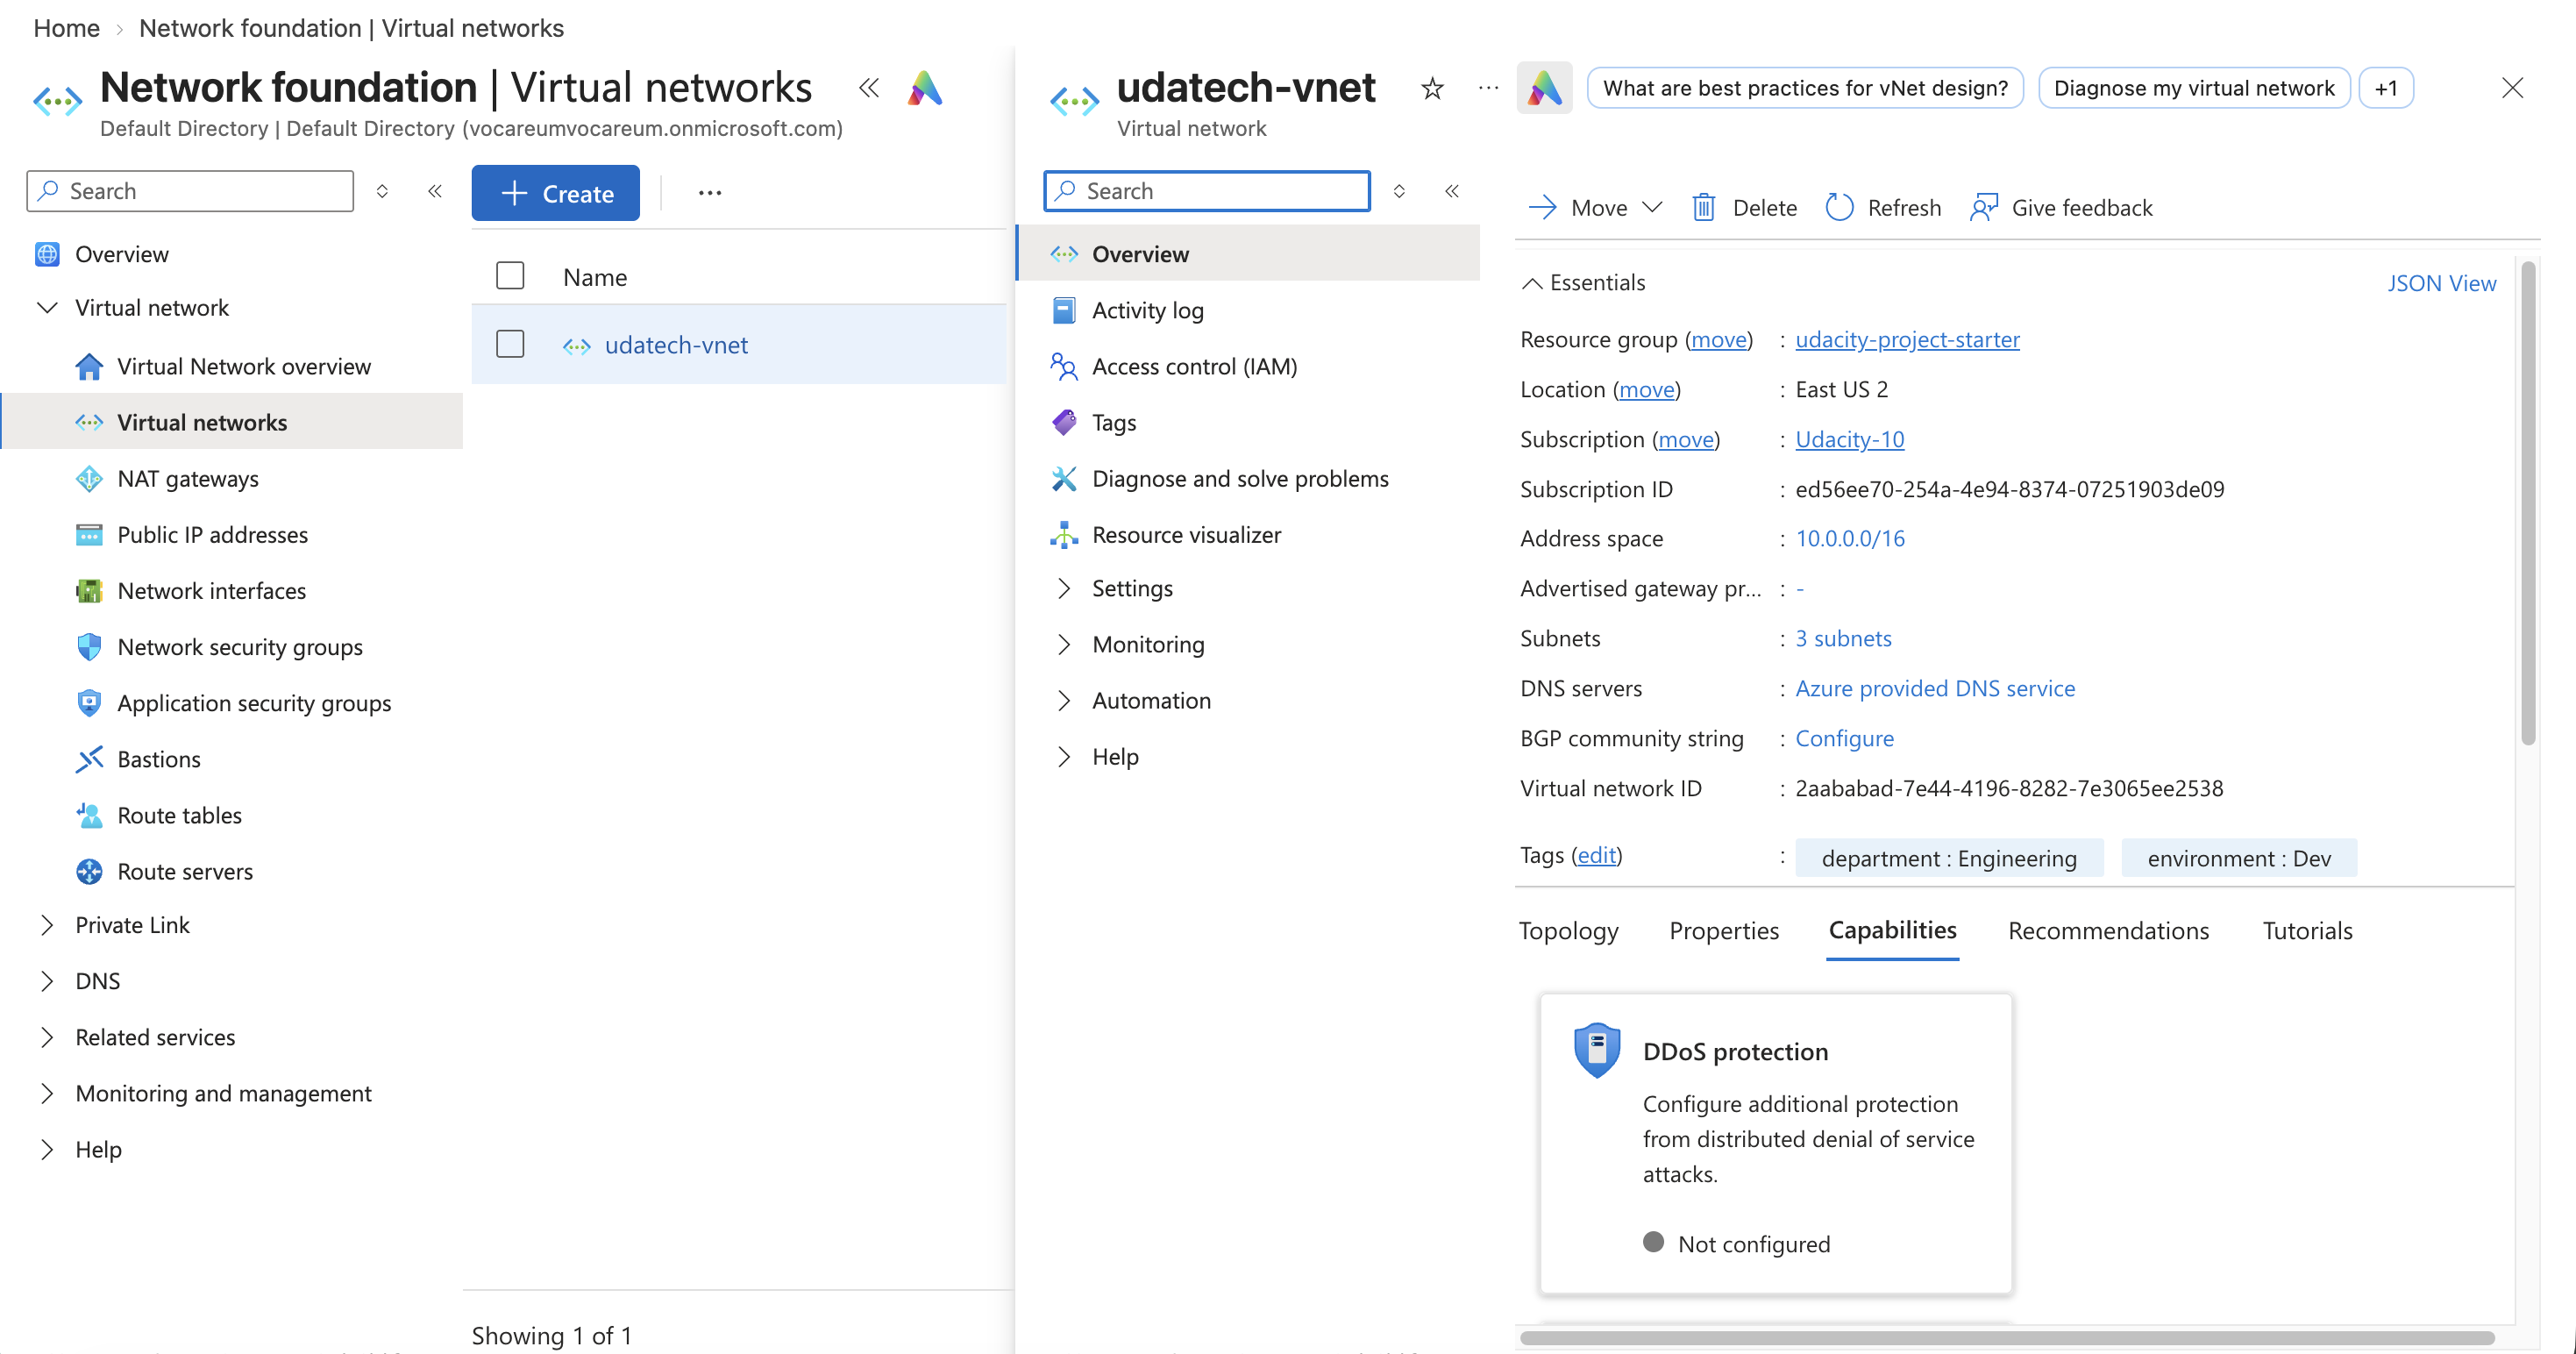 Home > Network foundation | Virtual networks
Network foundation | Virtual networks
Default Directory | Default Directory (vocareumvocareum.onmicrosoft.com)
Search
Overview
Virtual network
Virtual Network overview
Virtual networks
NAT gateways
Public IP addresses
Network interfaces
Network security groups
Application security groups
Bastions
Route tables
Route servers
Private Link
DNS
Related services
Monitoring and management
Help
Create
Name
udatech-vnet
Showing 1 of 1
udatech-vnet
Virtual network
What are best practices for vNet design?
Diagnose my virtual network
+1
Search
Overview
Activity log
Access control (IAM)
Tags
Diagnose and solve problems
Resource visualizer
Settings
Monitoring
Automation
Help
Move
Delete
Refresh
Give feedback
Essentials
JSON View
Resource group (move) : udacity-project-starter
Location (move) : East US 2
Subscription (move) : Udacity-10
Subscription ID : ed56ee70-254a-4e94-8374-07251903de09
Address space : 10.0.0.0/16
Advertised gateway pr... : -
Subnets : 3 subnets
DNS servers : Azure provided DNS service
BGP community string : Configure
Virtual network ID : 2aababad-7e44-4196-8282-7e3065ee2538
Tags (edit) : department : Engineering environment : Dev
Topology Properties Capabilities Recommendations Tutorials
DDoS protection
Configure additional protection
from distributed denial of service
attacks.
Not configured